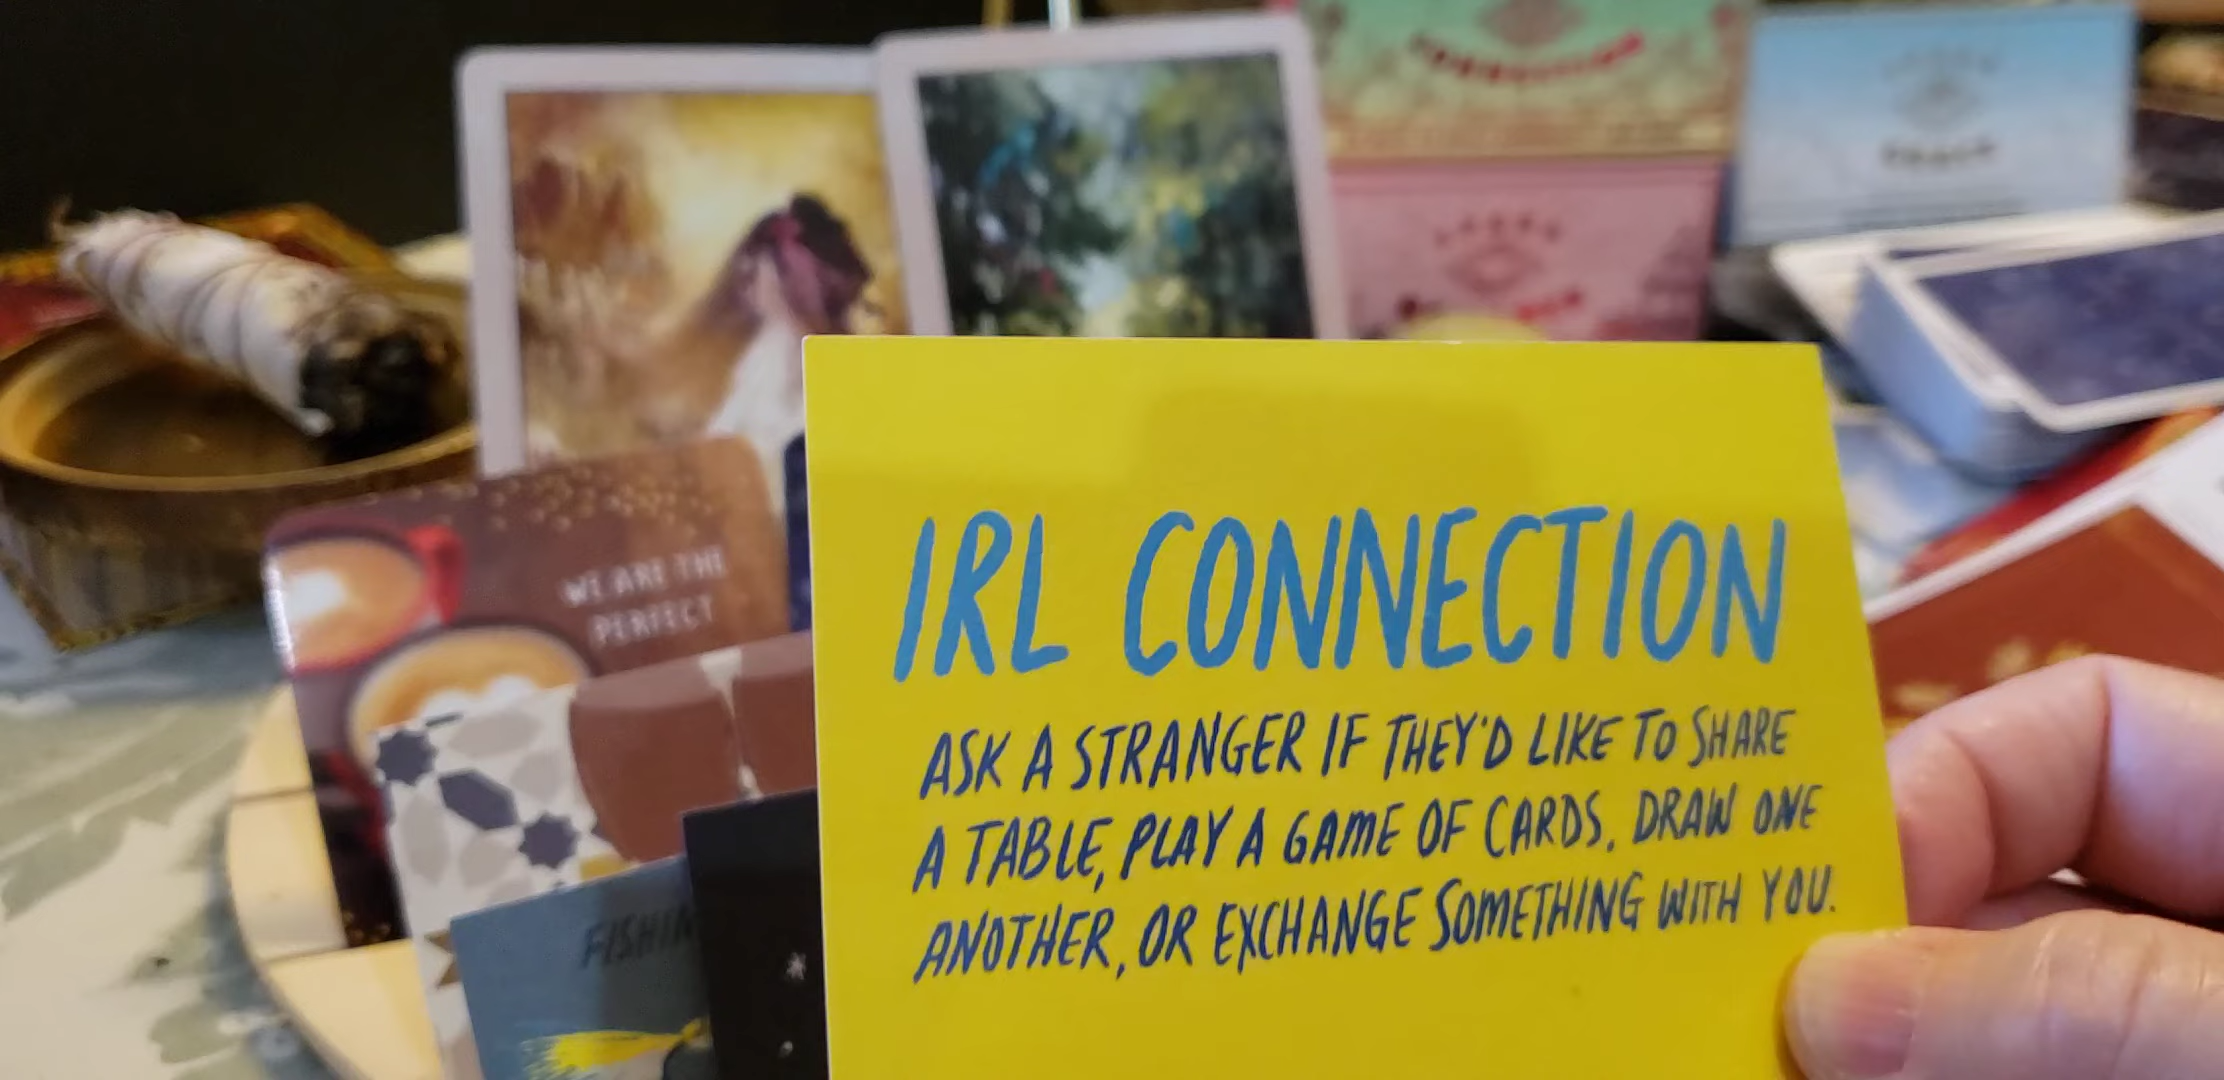 IRL CONNECTION
ASK A STRANGER IF THEY'D LIKE TO SHARE
A TABLE, PLAY A GAME OF CARDS, DRAW ONE
ANOTHER, OR EXCHANGE SOMETHING WITH YOU.
WE ARE THE
PERFECT
FISHIN